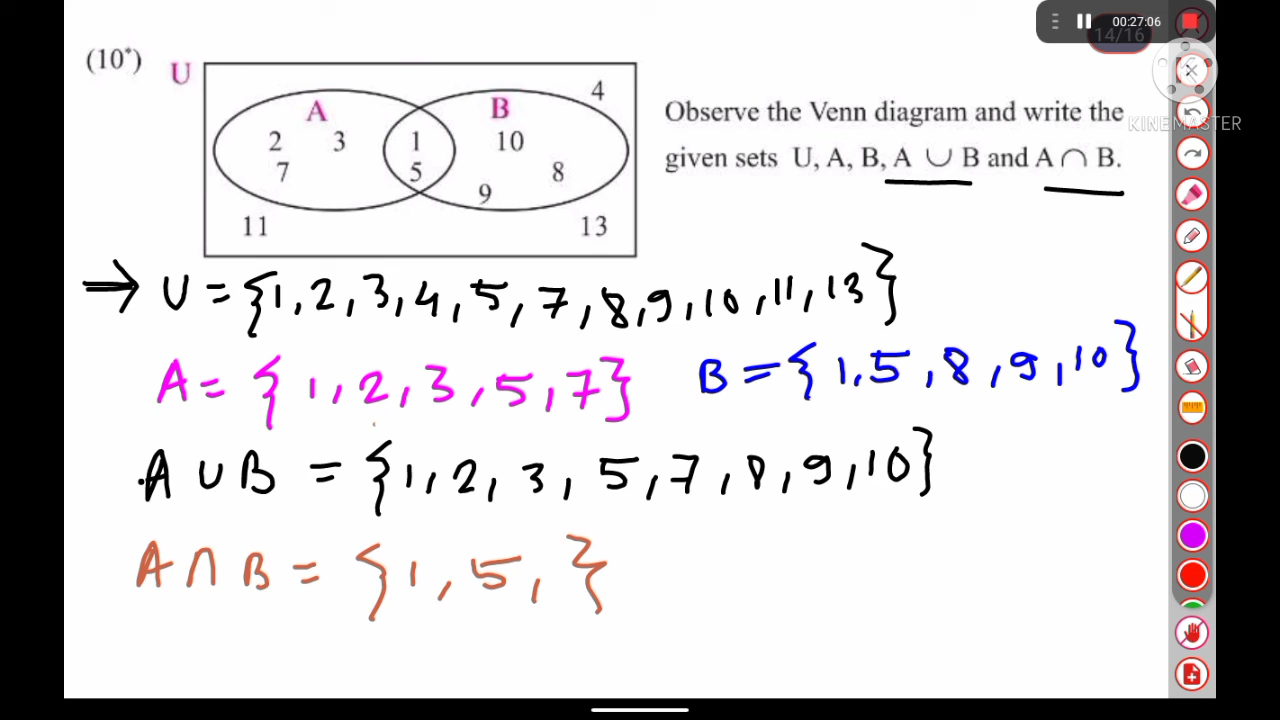 00:27:06
14/16
KINEMASTER
(10*)
U
A
B
4
2 3 1 10
7 5 8
9
11 13
Observe the Venn diagram and write the
given sets U, A, B, A ∪ B and A ∩ B.
⇒ U = {1, 2, 3, 4, 5, 7, 8, 9, 10, 11, 13}
A = {1, 2, 3, 5, 7} B = {1, 5, 8, 9, 10}
A ∪ B = {1, 2, 3, 5, 7, 8, 9, 10}
A ∩ B = {1, 5, }